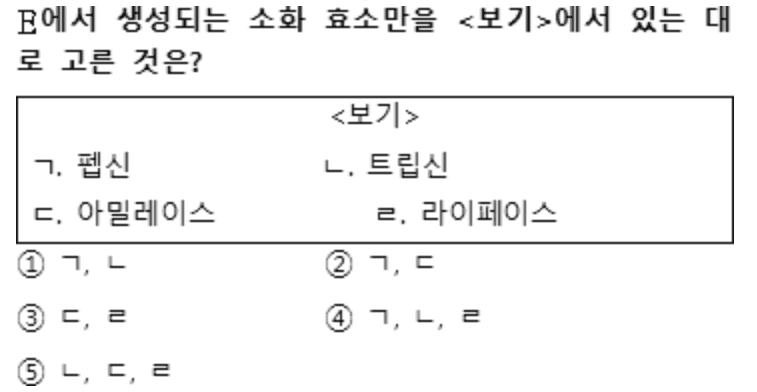 E에서 생성되는 소화 효소만을 <보기>에서 있는 대
로 고른 것은?
<보기>
ㄱ. 펩신 ㄴ. 트립신
ㄷ. 아밀레이스 ㄹ. 라이페이스
① ㄱ, ㄴ ② ㄱ, ㄷ
③ ㄷ, ㄹ ④ ㄱ, ㄴ, ㄹ
⑤ ㄴ, ㄷ, ㄹ